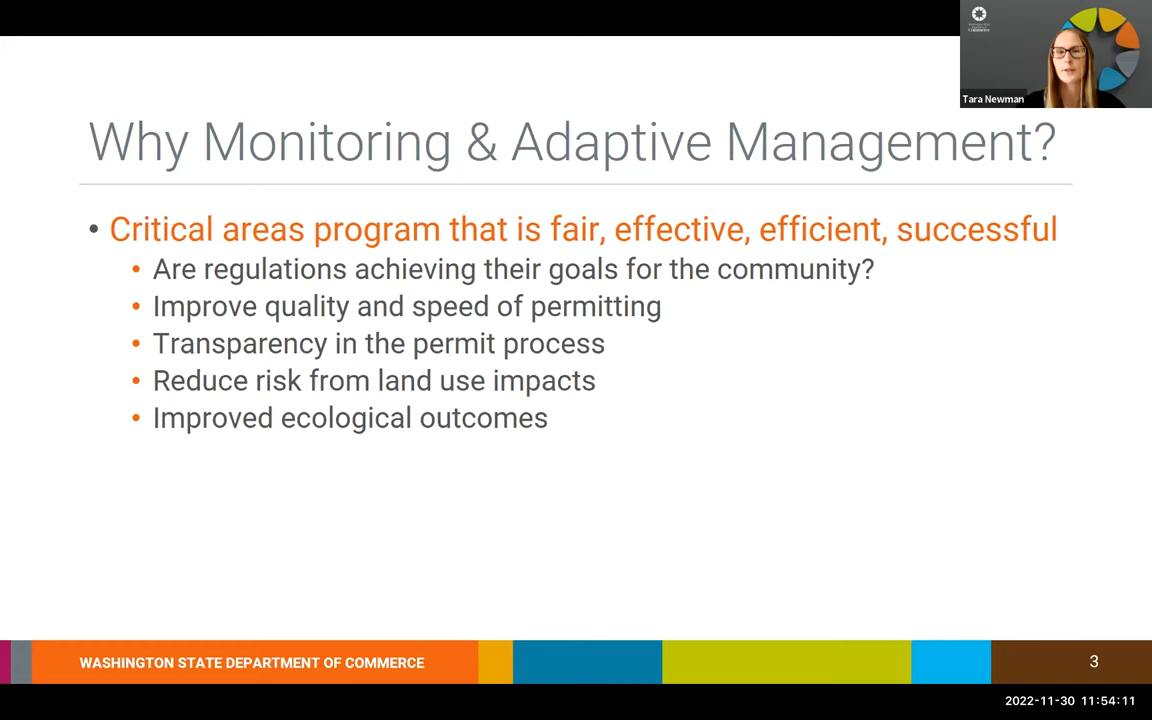 Tara Newman
Why Monitoring & Adaptive Management?
• Critical areas program that is fair, effective, efficient, successful
• Are regulations achieving their goals for the community?
• Improve quality and speed of permitting
• Transparency in the permit process
• Reduce risk from land use impacts
• Improved ecological outcomes
WASHINGTON STATE DEPARTMENT OF COMMERCE
3
2022-11-30 11:54:11